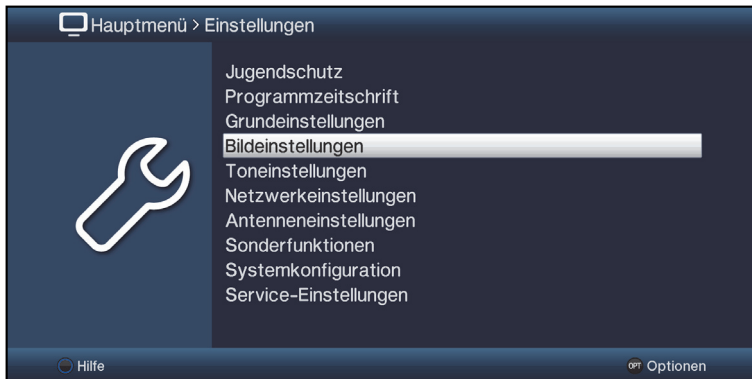 Hauptmenü > Einstellungen
Jugendschutz
Programmzeitschrift
Grundeinstellungen
Bildeinstellungen
Toneinstellungen
Netzwerkeinstellungen
Antenneneinstellungen
Sonderfunktionen
Systemkonfiguration
Service-Einstellungen
Hilfe OPT Optionen